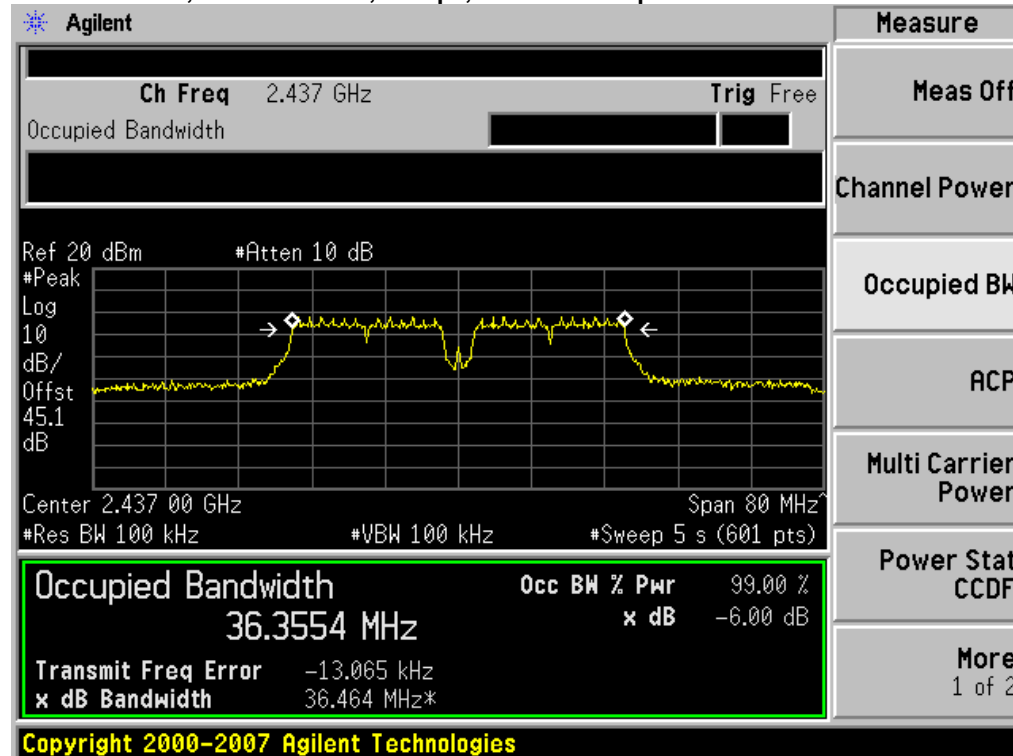 Agilent
Measure
Ch Freq 2.437 GHz Trig Free
Occupied Bandwidth
Meas Off
Channel Power
Occupied BW
ACP
Multi Carrier
Power
Power Stat
CCDF
More
1 of 2
Ref 20 dBm #Atten 10 dB
#Peak
Log
10
dB/
Offst
45.1
dB
Center 2.437 00 GHz Span 80 MHz^
#Res BW 100 kHz #VBW 100 kHz #Sweep 5 s (601 pts)
Occupied Bandwidth
36.3554 MHz
Occ BW % Pwr 99.00 %
x dB -6.00 dB
Transmit Freq Error -13.065 kHz
x dB Bandwidth 36.464 MHz*
Copyright 2000-2007 Agilent Technologies